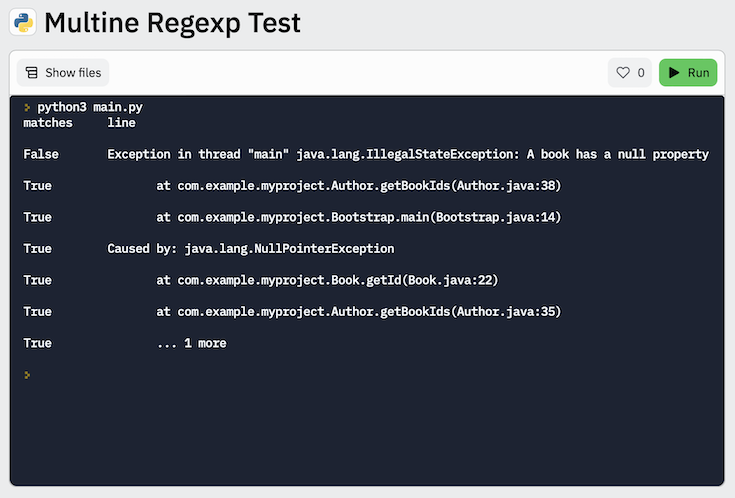 Multine Regexp Test
Show files
0
Run
python3 main.py
matches line
False Exception in thread "main" java.lang.IllegalStateException: A book has a null property
True at com.example.myproject.Author.getBookIds(Author.java:38)
True at com.example.myproject.Bootstrap.main(Bootstrap.java:14)
True Caused by: java.lang.NullPointerException
True at com.example.myproject.Book.getId(Book.java:22)
True at com.example.myproject.Author.getBookIds(Author.java:35)
True ... 1 more